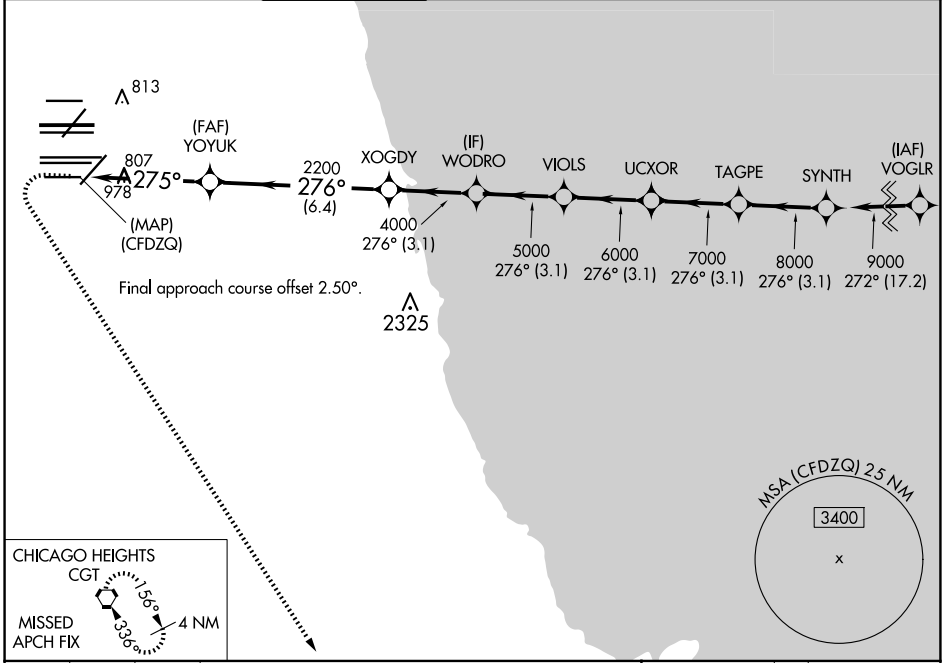 813
(FAF)
YOYUK
807
978
275°
(MAP)
(CFDZQ)
2200
276°
(6.4)
XOGDY
4000
276° (3.1)
(IF)
WODRO
5000
276° (3.1)
VIOLS
6000
276° (3.1)
UCXOR
7000
276° (3.1)
TAGPE
8000
276° (3.1)
SYNTH
9000
272° (17.2)
(IAF)
VOGLR
Final approach course offset 2.50°.
2325
MSA (CFDZQ) 25 NM
3400
x
CHICAGO HEIGHTS
CGT
156°
336°
4 NM
MISSED
APCH FIX